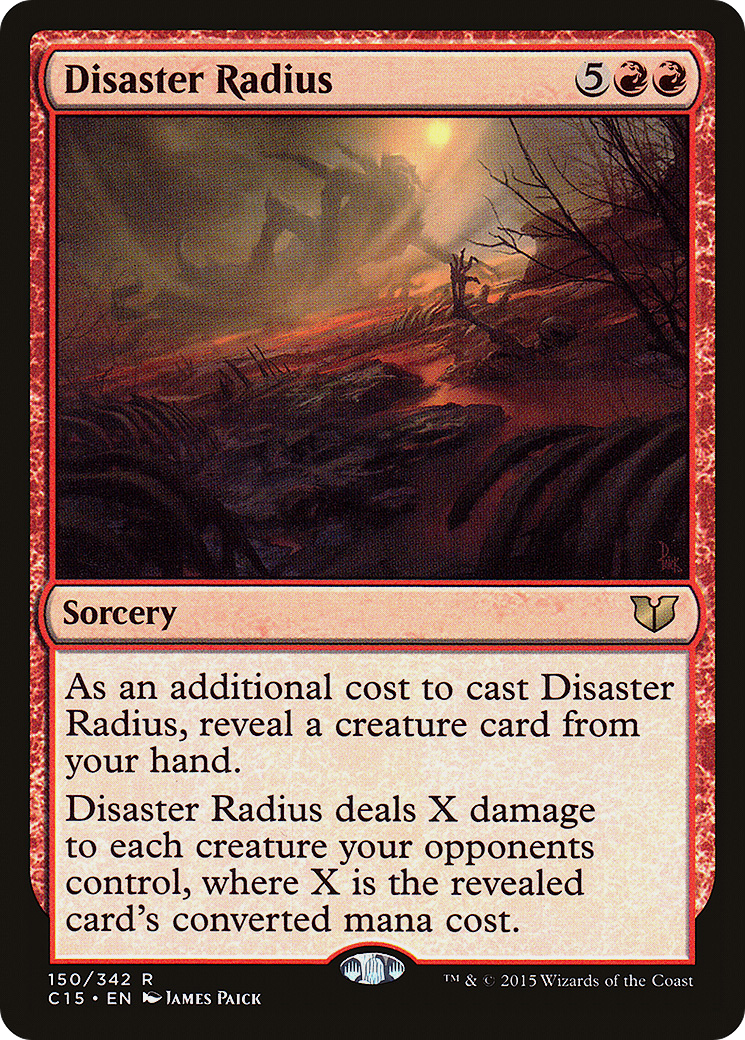 Disaster Radius 5
Sorcery
As an additional cost to cast Disaster
Radius, reveal a creature card from
your hand.
Disaster Radius deals X damage
to each creature your opponents
control, where X is the revealed
card's converted mana cost.
150/342 R
C15 • EN James Paick
™ & © 2015 Wizards of the Coast